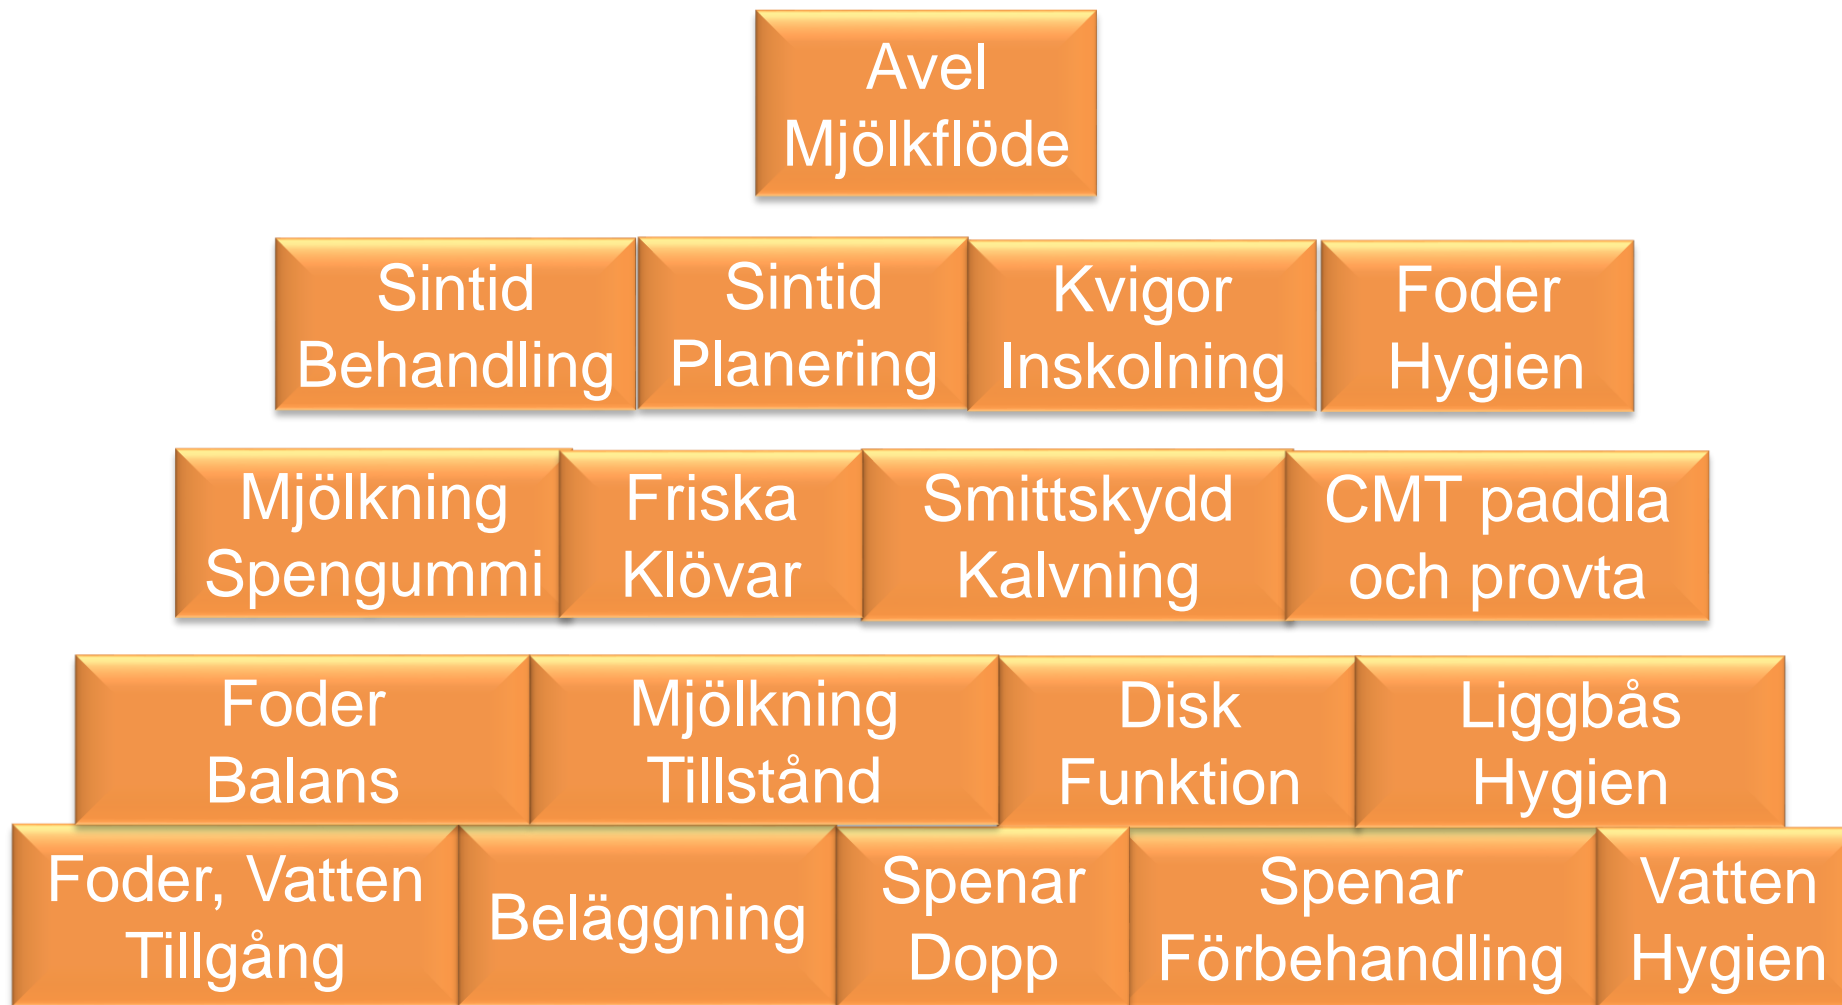 Avel
Mjölkflöde
Sintid
Behandling
Sintid
Planering
Kvigor
Inskolning
Foder
Hygien
Mjölkning
Spengummi
Friska
Klövar
Smittskydd
Kalvning
CMT paddla
och provta
Foder
Balans
Mjölkning
Tillstånd
Disk
Funktion
Liggbås
Hygien
Foder, Vatten
Tillgång
Beläggning
Spenar
Dopp
Spenar
Förbehandling
Vatten
Hygien